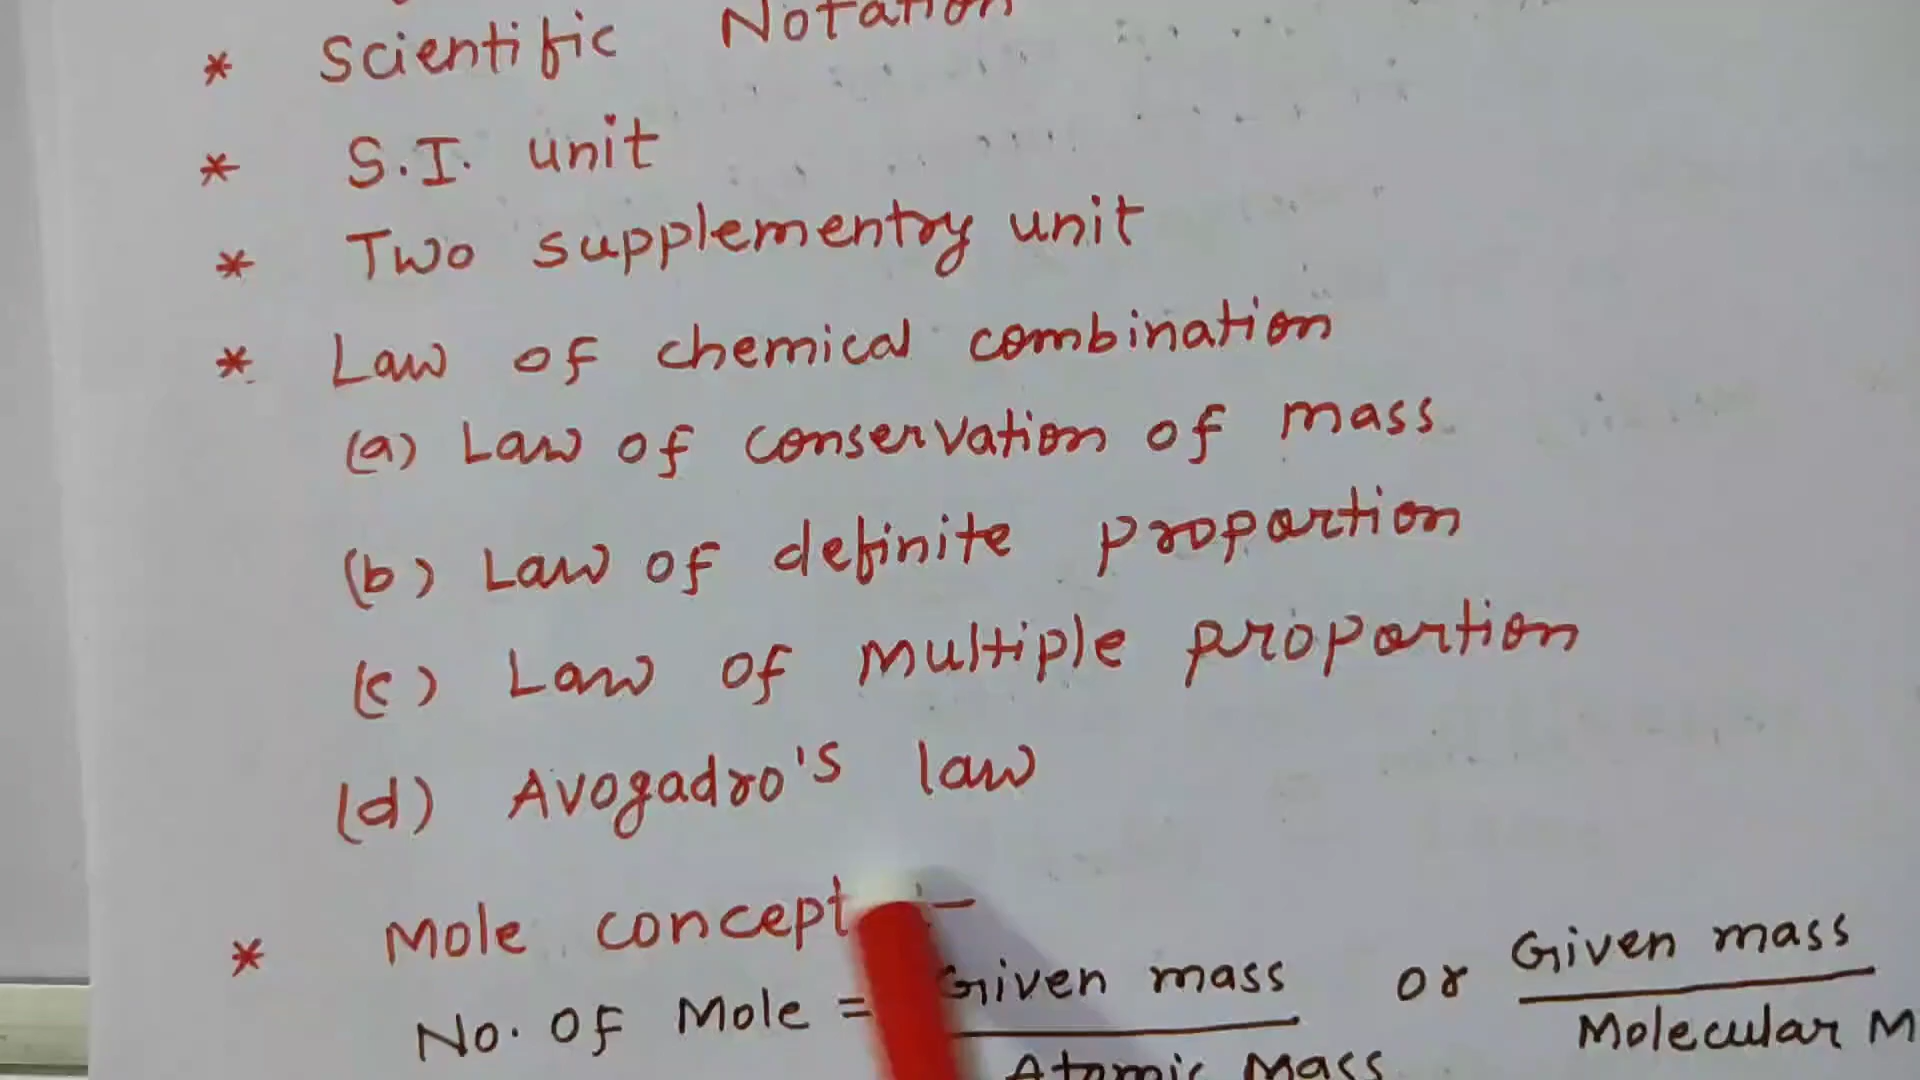 * Scientific Notation
* S.I. unit
* Two supplementry unit
* Law of chemical combination
(a) Law of conservation of mass
(b) Law of definite proportion
(c) Law of multiple proportion
(d) Avogadro's law
* Mole concept :-
No. of Mole = Given mass / Atomic Mass or Given mass / Molecular M